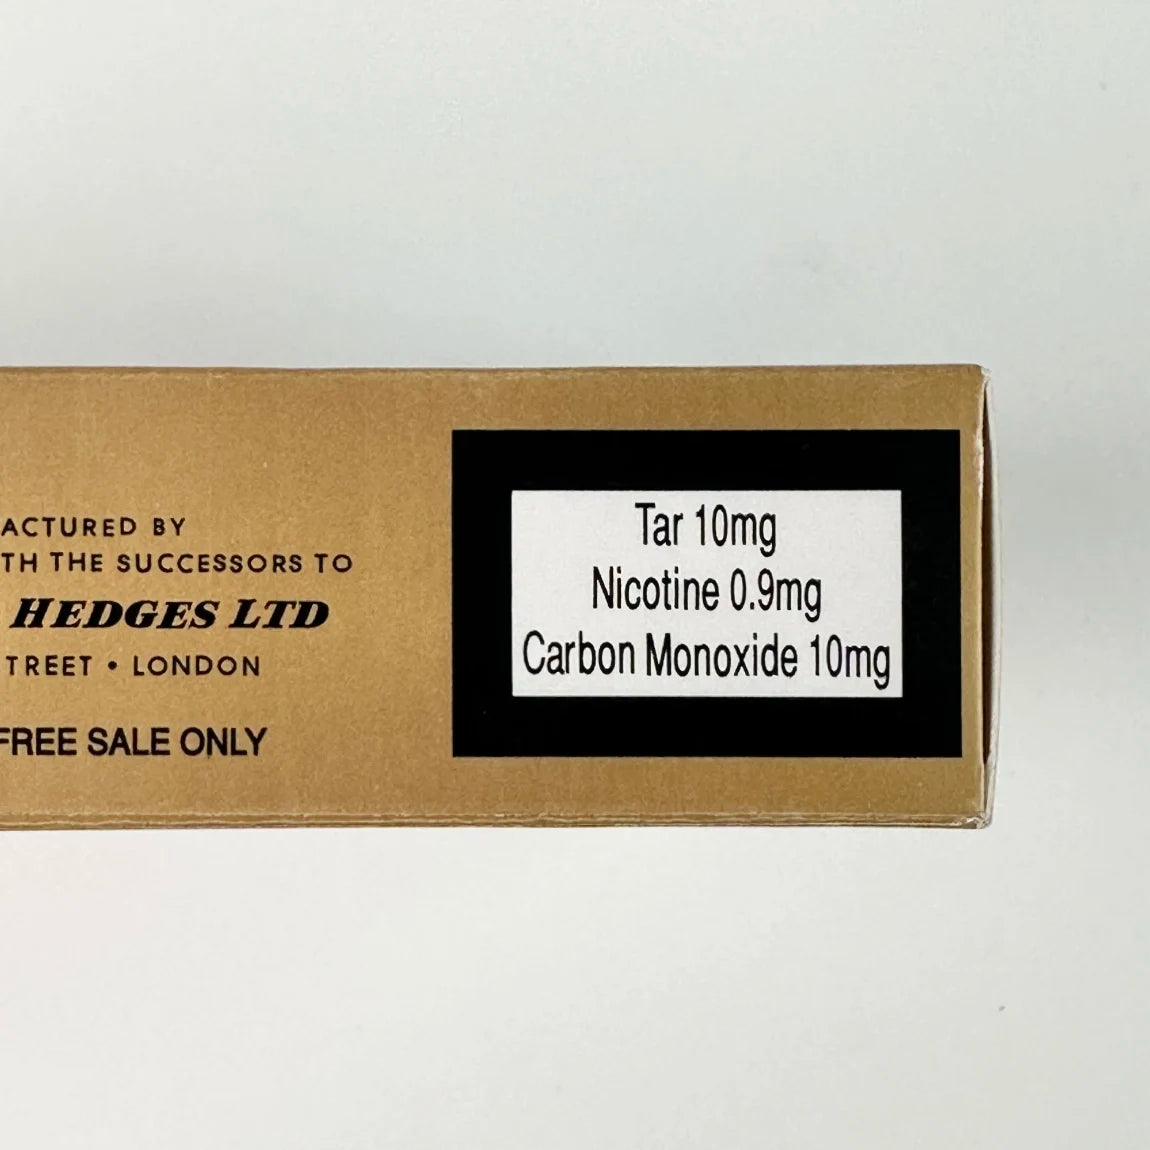 ACTURED BY
TH THE SUCCESSORS TO
HEDGES LTD
TREET • LONDON
FREE SALE ONLY
Tar 10mg
Nicotine 0.9mg
Carbon Monoxide 10mg